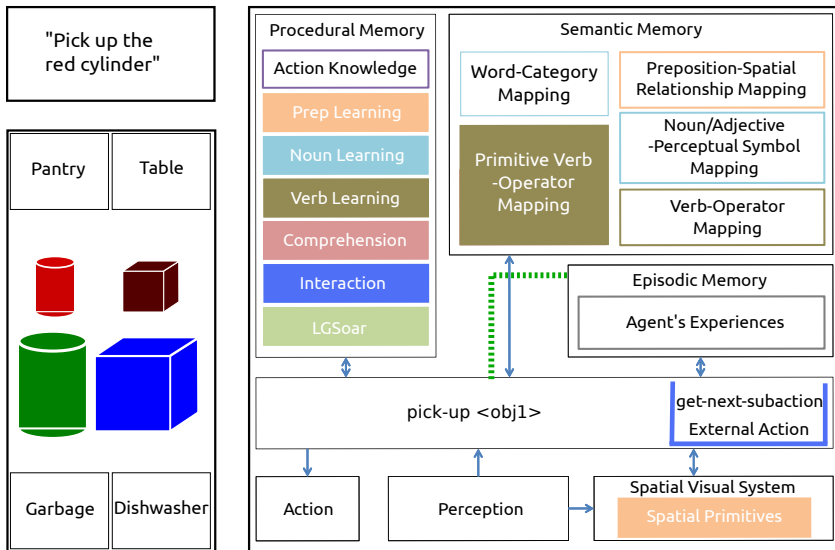 "Pick up the
red cylinder"
Pantry
Table
Garbage
Dishwasher
Procedural Memory
Action Knowledge
Prep Learning
Noun Learning
Verb Learning
Comprehension
Interaction
LGSoar
Semantic Memory
Word-Category
Mapping
Primitive Verb
-Operator
Mapping
Preposition-Spatial
Relationship Mapping
Noun/Adjective
-Perceptual Symbol
Mapping
Verb-Operator
Mapping
Episodic Memory
Agent's Experiences
pick-up <obj1>
get-next-subaction
External Action
Action
Perception
Spatial Visual System
Spatial Primitives